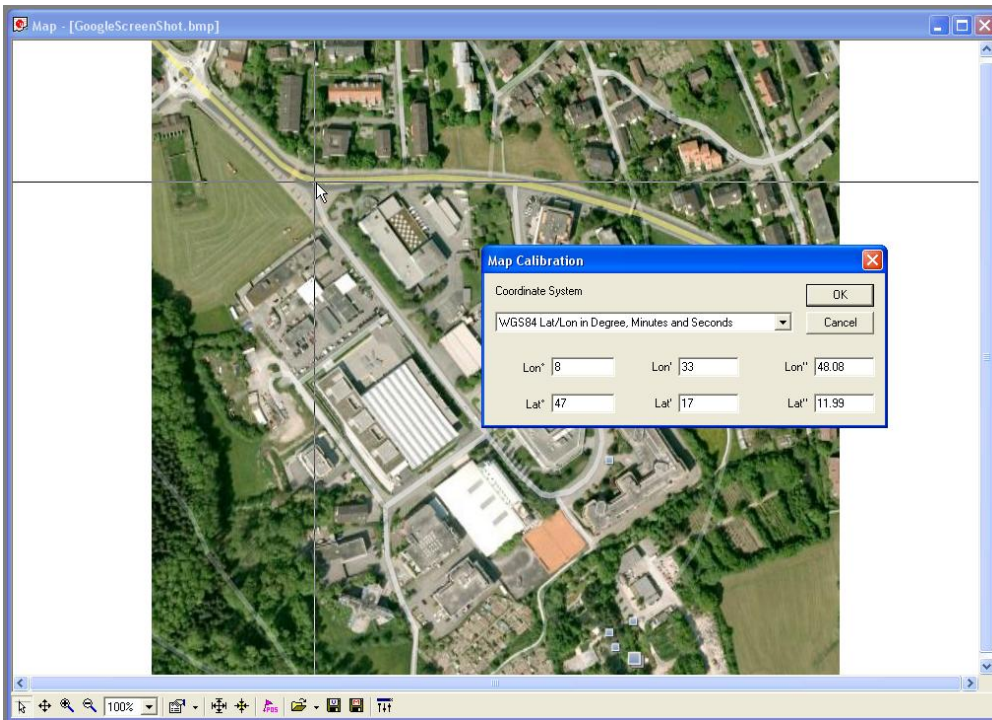 Map - [GoogleScreenShot.bmp]
Map Calibration
Coordinate System
OK
WGS84 Lat/Lon in Degree, Minutes and Seconds
Cancel
Lon° 8 Lon' 33 Lon'' 48.08
Lat° 47 Lat' 17 Lat'' 11.99
100%
POS